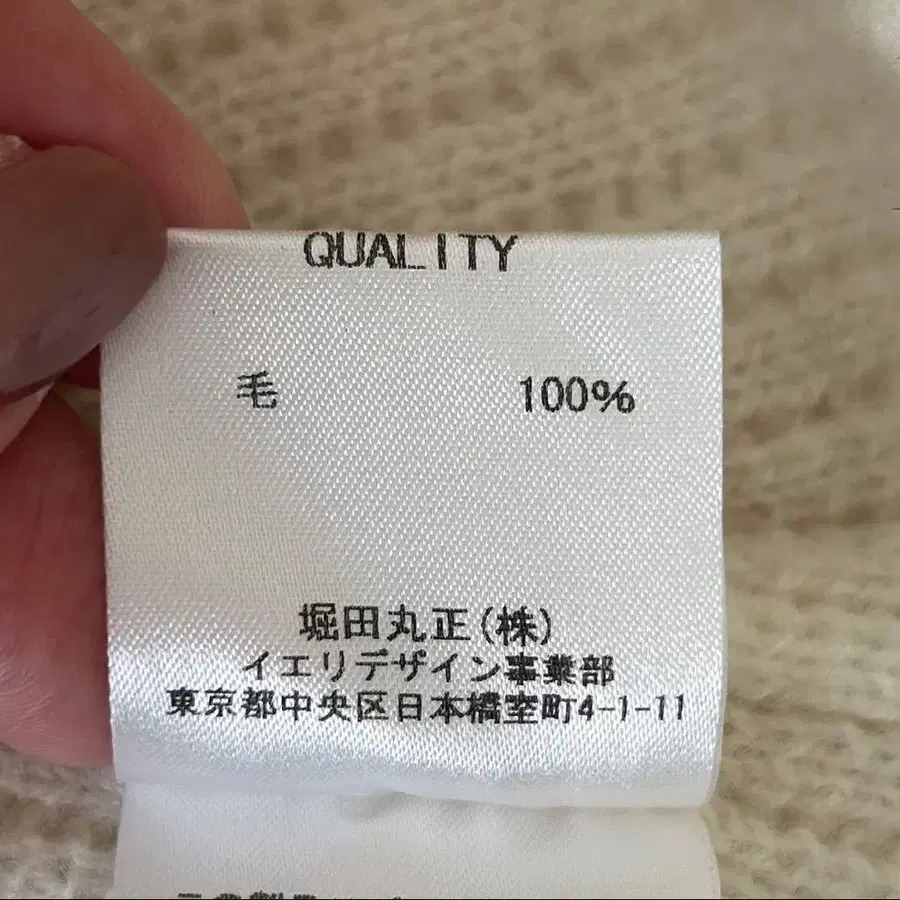 QUALITY
毛 100%
堀田丸正(株)
イエリデザイン事業部
東京都中央区日本橋室町4-1-11